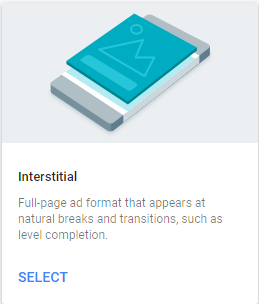 Interstitial
Full-page ad format that appears at
natural breaks and transitions, such as
level completion.
SELECT